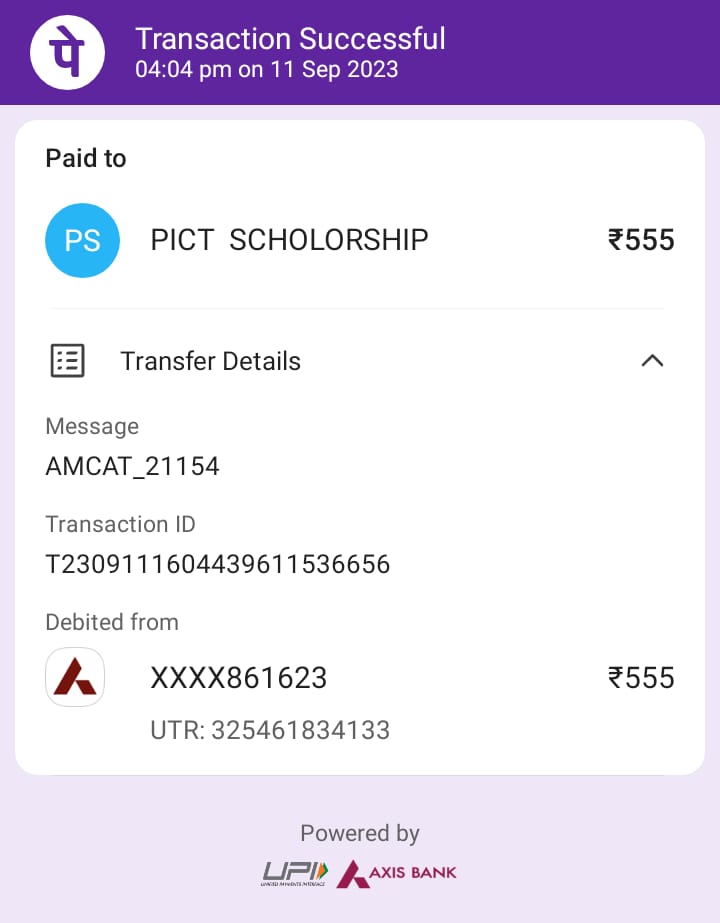 पे
Transaction Successful
04:04 pm on 11 Sep 2023
Paid to
PS PICT SCHOLORSHIP ₹555
Transfer Details
Message
AMCAT_21154
Transaction ID
T2309111604439611536656
Debited from
XXXX861623 ₹555
UTR: 325461834133
Powered by
UPI AXIS BANK
UNIFIED PAYMENTS INTERFACE